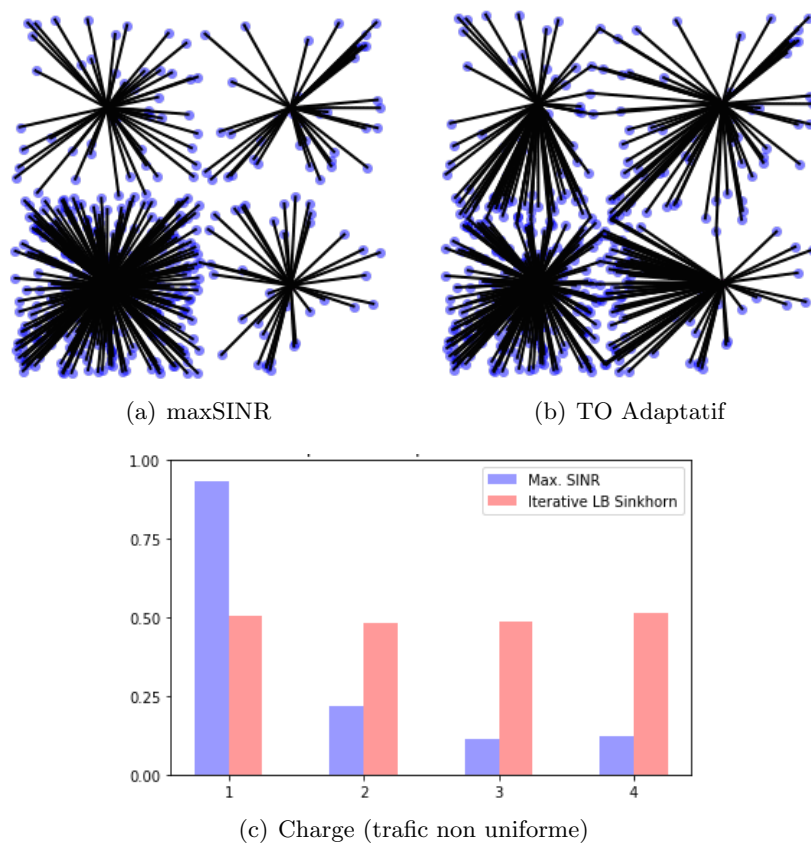 (a) maxSINR
(b) TO Adaptatif
1.00
0.75
0.50
0.25
0.00
Max. SINR
Iterative LB Sinkhorn
1 2 3 4
(c) Charge (trafic non uniforme)